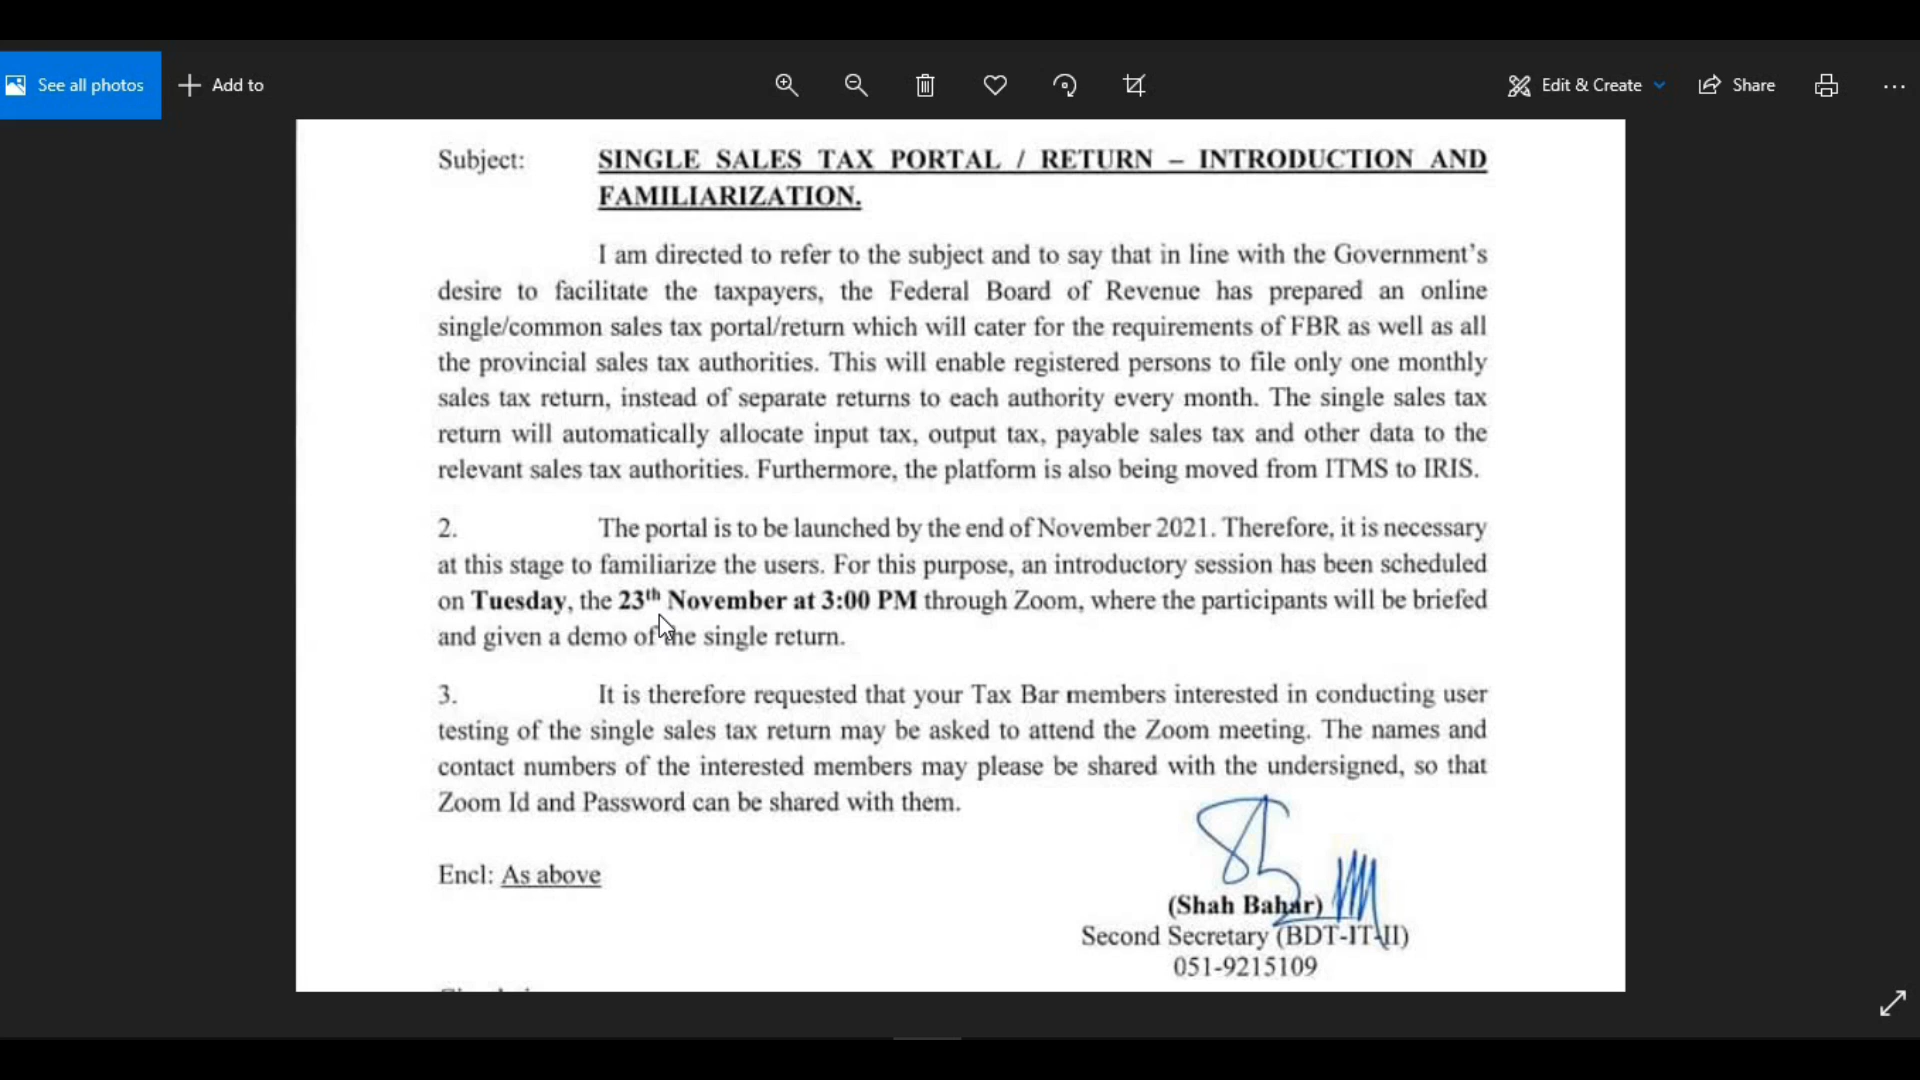 See all photos
Add to
Edit & Create
Share
Subject: SINGLE SALES TAX PORTAL / RETURN – INTRODUCTION AND
FAMILIARIZATION.
I am directed to refer to the subject and to say that in line with the Government's
desire to facilitate the taxpayers, the Federal Board of Revenue has prepared an online
single/common sales tax portal/return which will cater for the requirements of FBR as well as all
the provincial sales tax authorities. This will enable registered persons to file only one monthly
sales tax return, instead of separate returns to each authority every month. The single sales tax
return will automatically allocate input tax, output tax, payable sales tax and other data to the
relevant sales tax authorities. Furthermore, the platform is also being moved from ITMS to IRIS.
2. The portal is to be launched by the end of November 2021. Therefore, it is necessary
at this stage to familiarize the users. For this purpose, an introductory session has been scheduled
on Tuesday, the 23th November at 3:00 PM through Zoom, where the participants will be briefed
and given a demo of the single return.
3. It is therefore requested that your Tax Bar members interested in conducting user
testing of the single sales tax return may be asked to attend the Zoom meeting. The names and
contact numbers of the interested members may please be shared with the undersigned, so that
Zoom Id and Password can be shared with them.
Encl: As above
(Shah Bahar)
Second Secretary (BDT-IT-II)
051-9215109